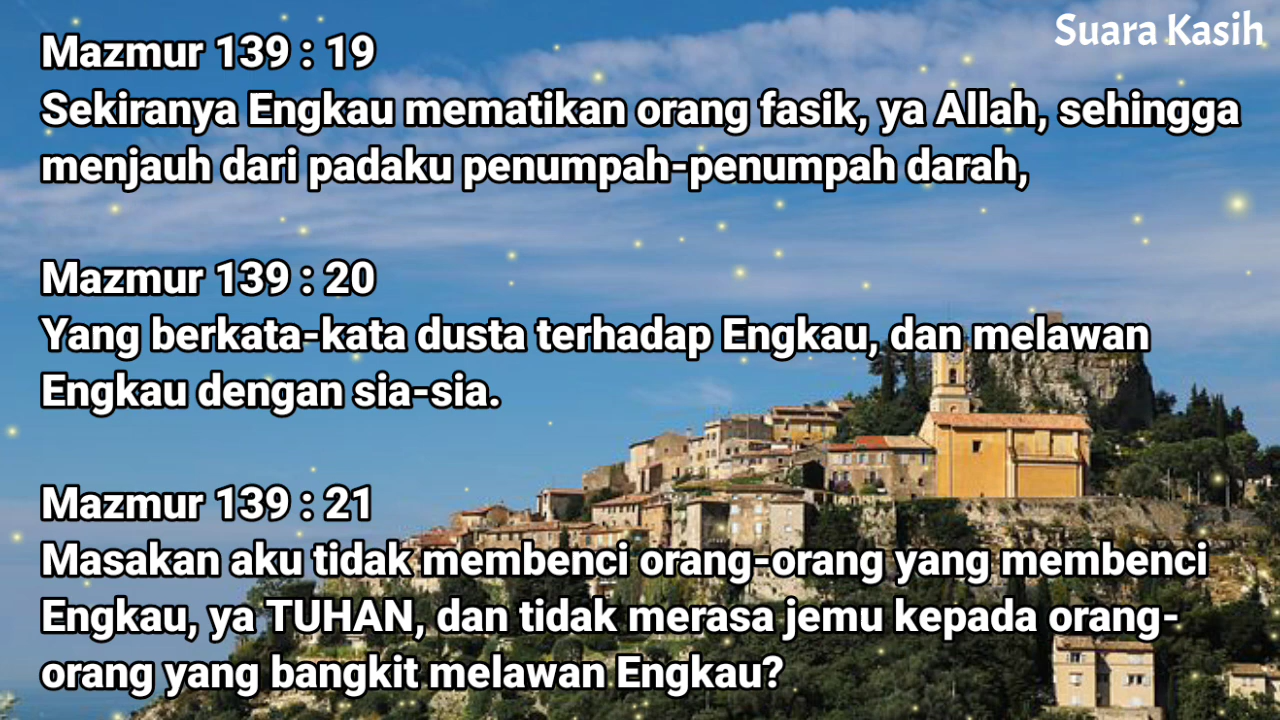 Suara Kasih
Mazmur 139 : 19
Sekiranya Engkau mematikan orang fasik, ya Allah, sehingga
menjauh dari padaku penumpah-penumpah darah,
Mazmur 139 : 20
Yang berkata-kata dusta terhadap Engkau, dan melawan
Engkau dengan sia-sia.
Mazmur 139 : 21
Masakan aku tidak membenci orang-orang yang membenci
Engkau, ya TUHAN, dan tidak merasa jemu kepada orang-
orang yang bangkit melawan Engkau?